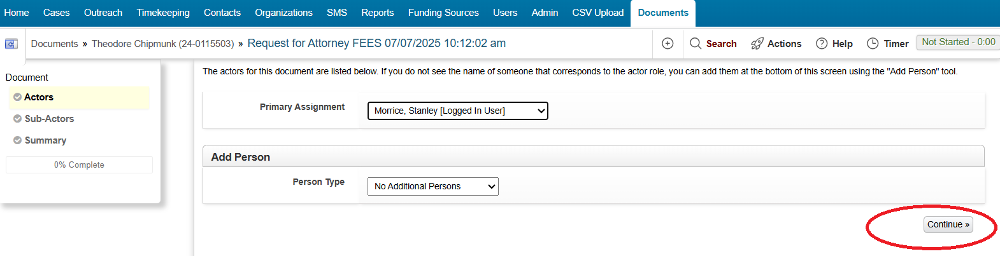 Home Cases Outreach Timekeeping Contacts Organizations SMS Reports Funding Sources Users Admin CSV Upload Documents
Documents » Theodore Chipmunk (24-0115503) » Request for Attorney FEES 07/07/2025 10:12:02 am Search Actions Help Timer Not Started - 0:00
Document
Actors
Sub-Actors
Summary
0% Complete
The actors for this document are listed below. If you do not see the name of someone that corresponds to the actor role, you can add them at the bottom of this screen using the "Add Person" tool.
Primary Assignment Morrice, Stanley [Logged In User]
Add Person
Person Type No Additional Persons
Continue »